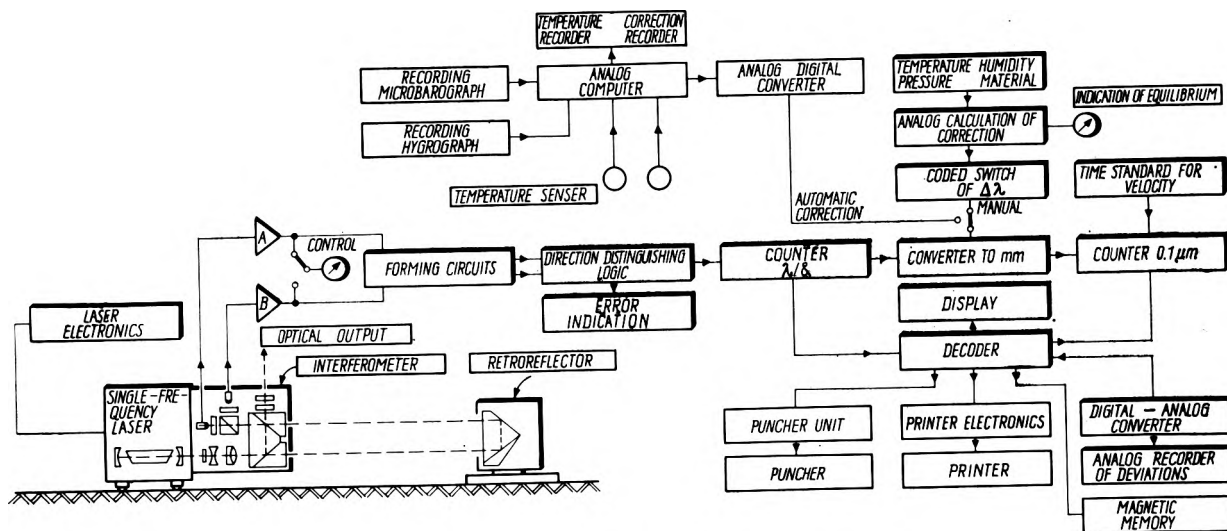 TEMPERATURE CORRECTION
RECORDER RECORDER
RECORDING
MICROBAROGRAPH
ANALOG
COMPUTER
ANALOG DIGITAL
CONVERTER
TEMPERATURE HUMIDITY
PRESSURE MATERIAL
INDICATION OF EQUILIBRIUM
ANALOG CALCULATION OF
CORRECTION
RECORDING
HYGROGRAPH
CODED SWITCH
OF Δλ
TIME STANDARD FOR
VELOCITY
TEMPERATURE SENSER
AUTOMATIC
CORRECTION
MANUAL
A
CONTROL
FORMING CIRCUITS
DIRECTION DISTINGUISHING
LOGIC
COUNTER
λ/8
CONVERTER TO mm
COUNTER 0.1 μm
B
ERROR
INDICATION
DISPLAY
LASER
ELECTRONICS
OPTICAL OUTPUT
INTERFEROMETER
RETROREFLECTOR
DECODER
SINGLE-FRE-
QUENCY
LASER
PUNCHER UNIT
PRINTER ELECTRONICS
DIGITAL - ANALOG
CONVERTER
PUNCHER
PRINTER
ANALOG RECORDER
OF DEVIATIONS
MAGNETIC
MEMORY